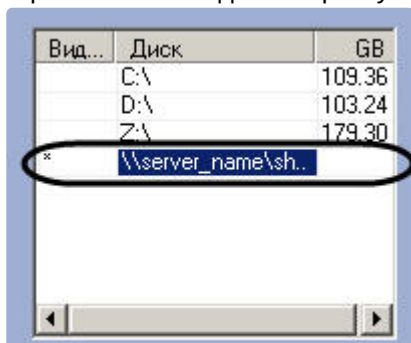 Вид... Диск GB
C:\ 109.36
D:\ 103.24
Z:\ 179.30
* \\server_name\sh..